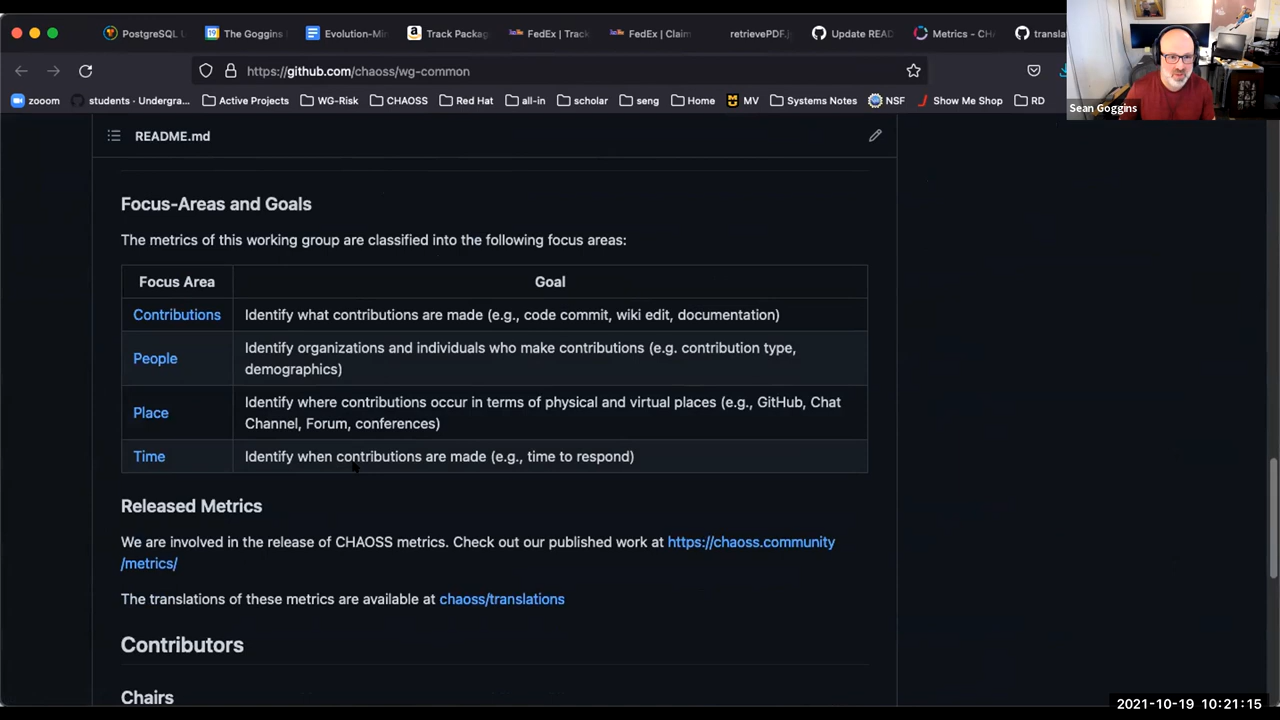 PostgreSQL
The Goggins
Evolution-Mi
Amazon Track Pac
FedEx | Track
FedEx | Claim
retrievePDF.j
Update READ
Metrics - CHA
transla
https://github.com/chaoss/wg-common
zooom
students · Undergra...
Active Projects
WG-Risk
CHAOSS
Red Hat
all-in
scholar
seng
Home
MV
Systems Notes
NSF
Show Me Shop
RD
Sean Goggins
README.md
Focus-Areas and Goals
The metrics of this working group are classified into the following focus areas:
Focus Area Goal
Contributions Identify what contributions are made (e.g., code commit, wiki edit, documentation)
People Identify organizations and individuals who make contributions (e.g. contribution type,
demographics)
Place Identify where contributions occur in terms of physical and virtual places (e.g., GitHub, Chat
Channel, Forum, conferences)
Time Identify when contributions are made (e.g., time to respond)
Released Metrics
We are involved in the release of CHAOSS metrics. Check out our published work at https://chaoss.community
/metrics/
The translations of these metrics are available at chaoss/translations
Contributors
Chairs
2021-10-19 10:21:15